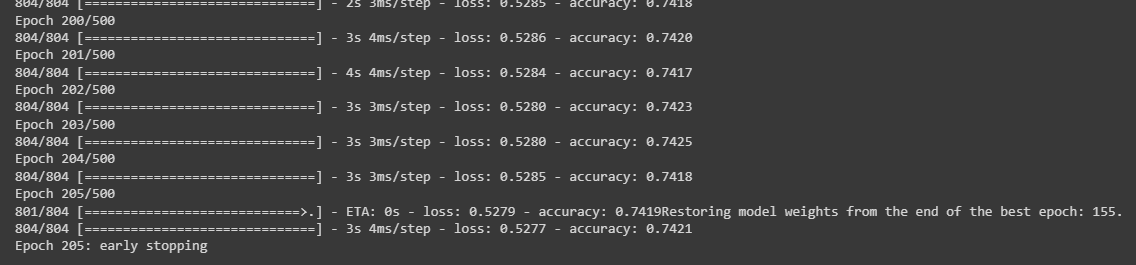 804/804 [==============================] - 2s 3ms/step - loss: 0.5285 - accuracy: 0.7418
Epoch 200/500
804/804 [==============================] - 3s 4ms/step - loss: 0.5286 - accuracy: 0.7420
Epoch 201/500
804/804 [==============================] - 4s 4ms/step - loss: 0.5284 - accuracy: 0.7417
Epoch 202/500
804/804 [==============================] - 3s 3ms/step - loss: 0.5280 - accuracy: 0.7423
Epoch 203/500
804/804 [==============================] - 3s 3ms/step - loss: 0.5280 - accuracy: 0.7425
Epoch 204/500
804/804 [==============================] - 3s 3ms/step - loss: 0.5285 - accuracy: 0.7418
Epoch 205/500
801/804 [============================>.] - ETA: 0s - loss: 0.5279 - accuracy: 0.7419Restoring model weights from the end of the best epoch: 155.
804/804 [==============================] - 3s 4ms/step - loss: 0.5277 - accuracy: 0.7421
Epoch 205: early stopping